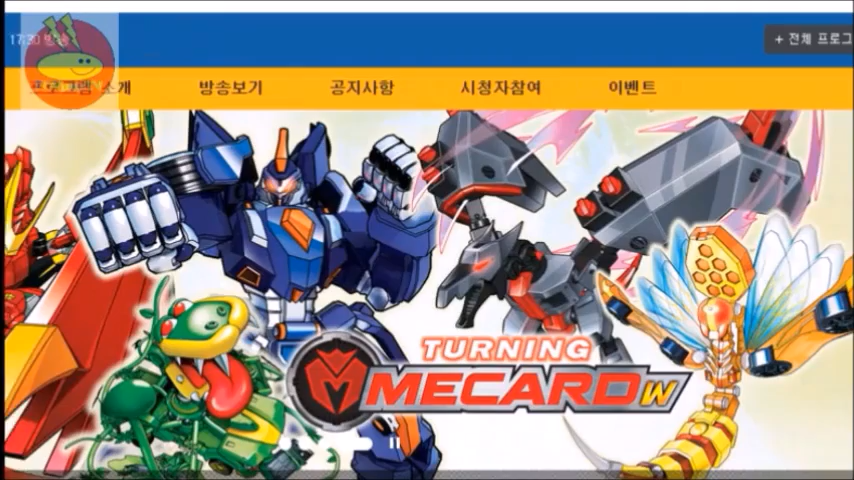 17:30 방송
+ 전체 프로그
프로그램 소개 방송보기 공지사항 시청자참여 이벤트
TURNING
MECARD W